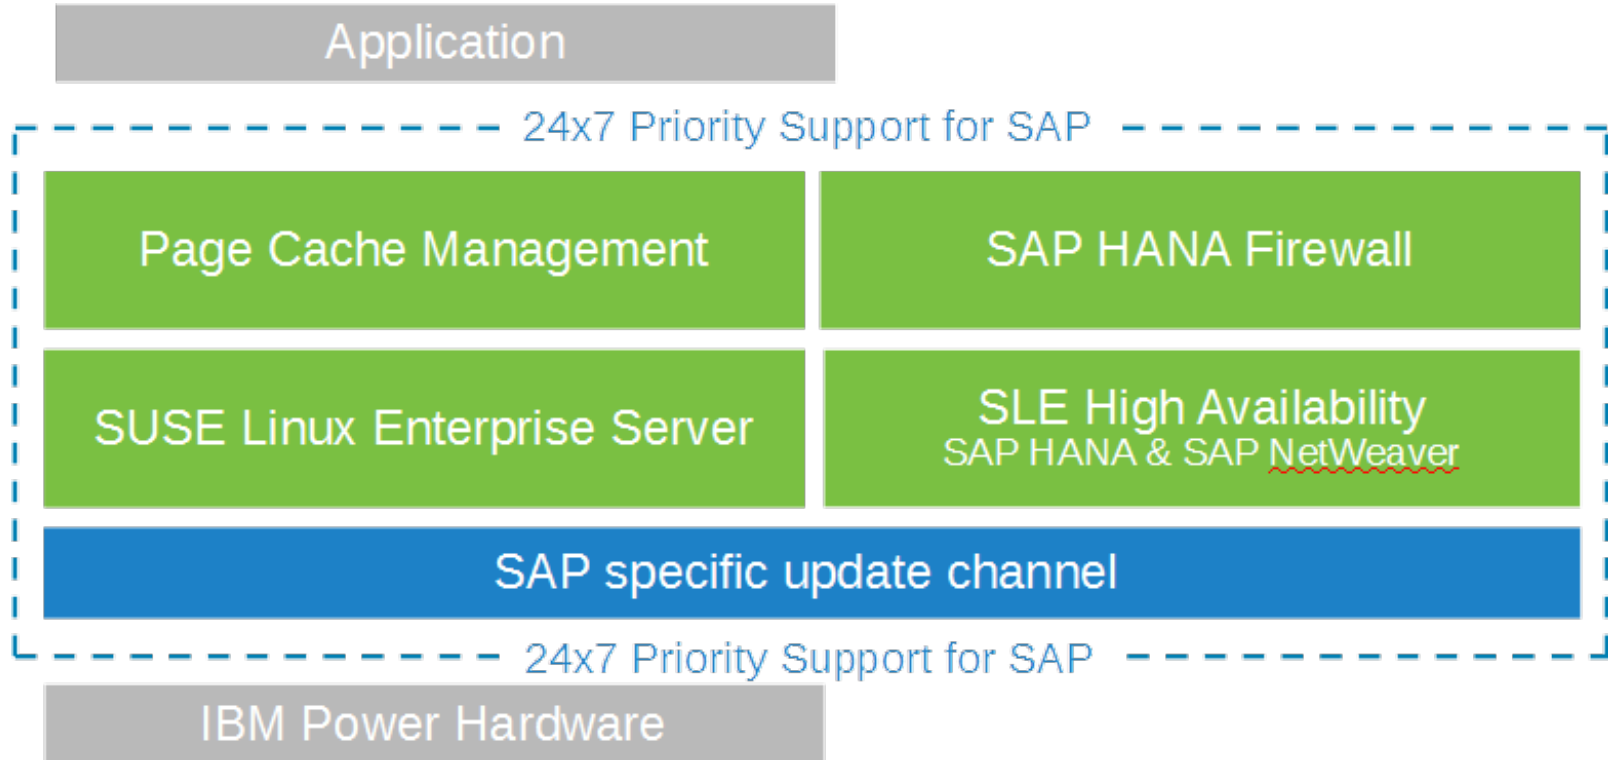 Application
24x7 Priority Support for SAP
Page Cache Management
SAP HANA Firewall
SUSE Linux Enterprise Server
SLE High Availability
SAP HANA & SAP NetWeaver
SAP specific update channel
24x7 Priority Support for SAP
IBM Power Hardware